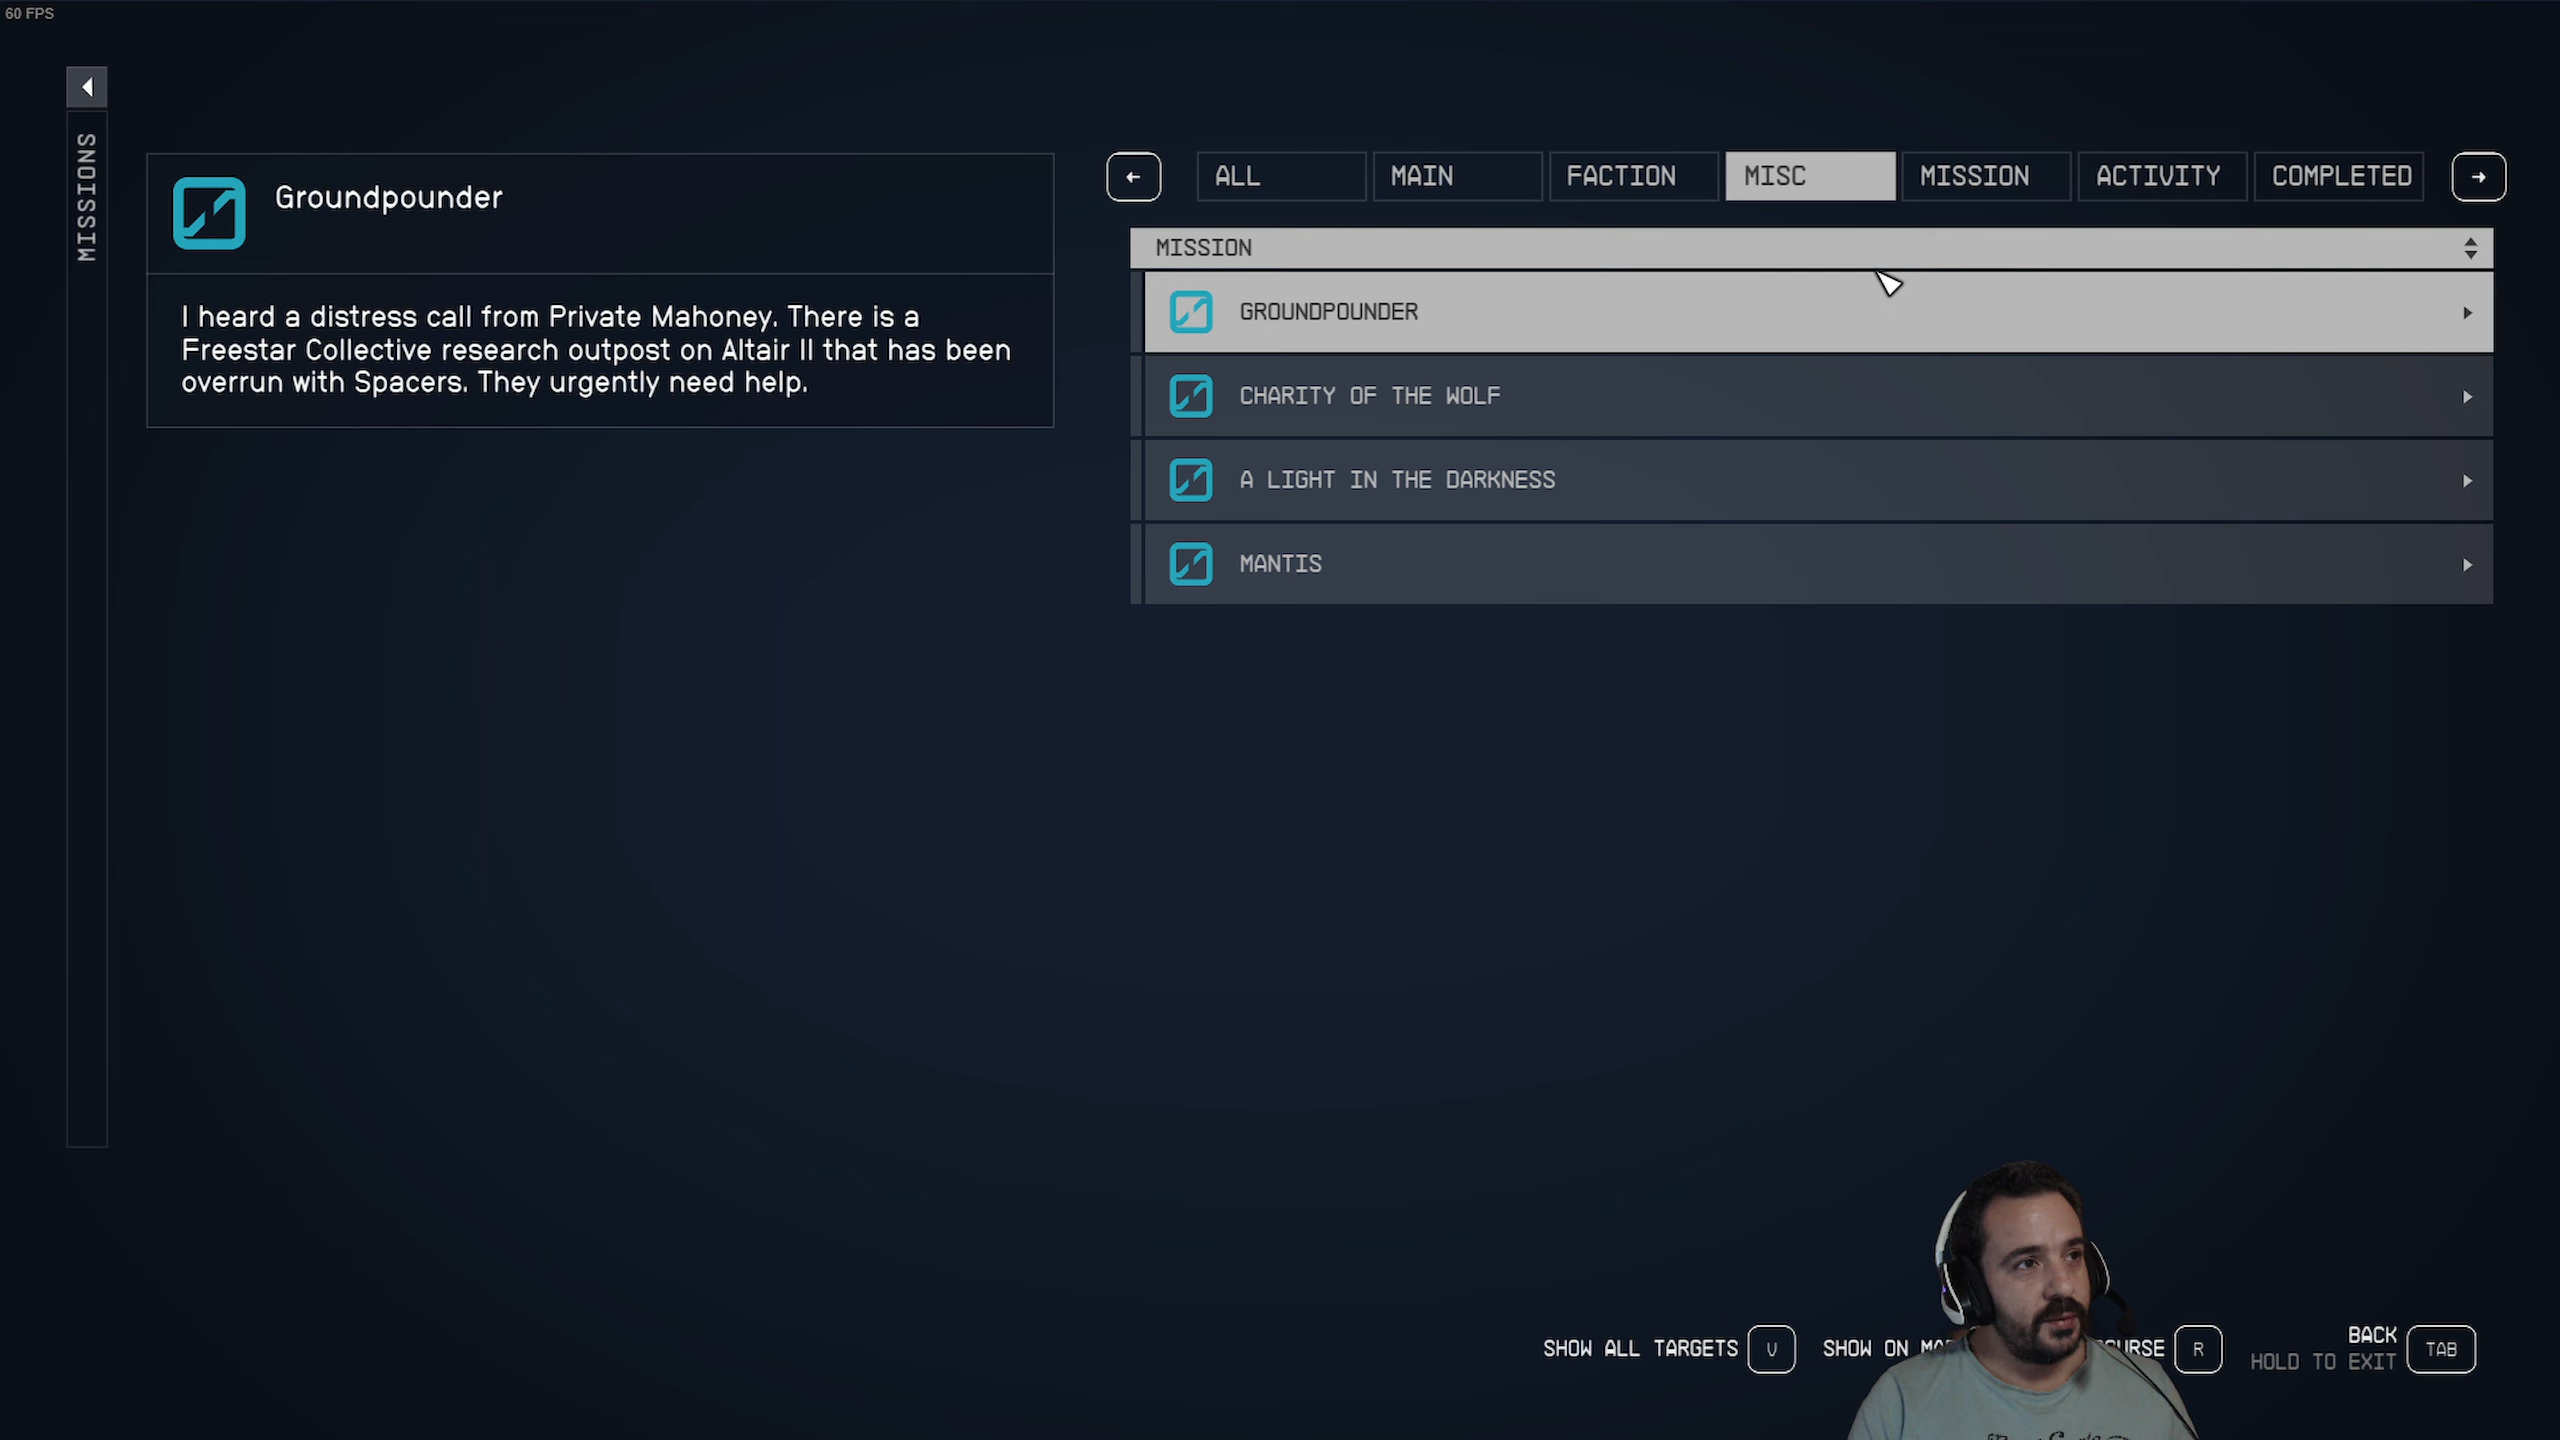 60 FPS
MISSIONS
Groundpounder
I heard a distress call from Private Mahoney. There is a
Freestar Collective research outpost on Altair II that has been
overrun with Spacers. They urgently need help.
ALL MAIN FACTION MISC MISSION ACTIVITY COMPLETED
MISSION
GROUNDPOUNDER
CHARITY OF THE WOLF
A LIGHT IN THE DARKNESS
MANTIS
SHOW ALL TARGETS V SHOW ON R BACK TAB
HOLD TO EXIT